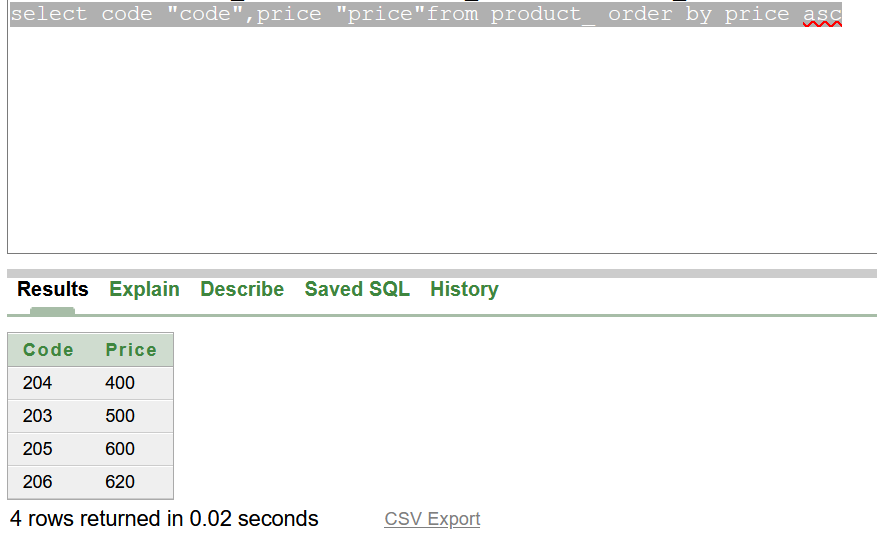 select code "code",price "price"from product_ order by price asc
Results Explain Describe Saved SQL History
Code Price
204 400
203 500
205 600
206 620
4 rows returned in 0.02 seconds CSV Export